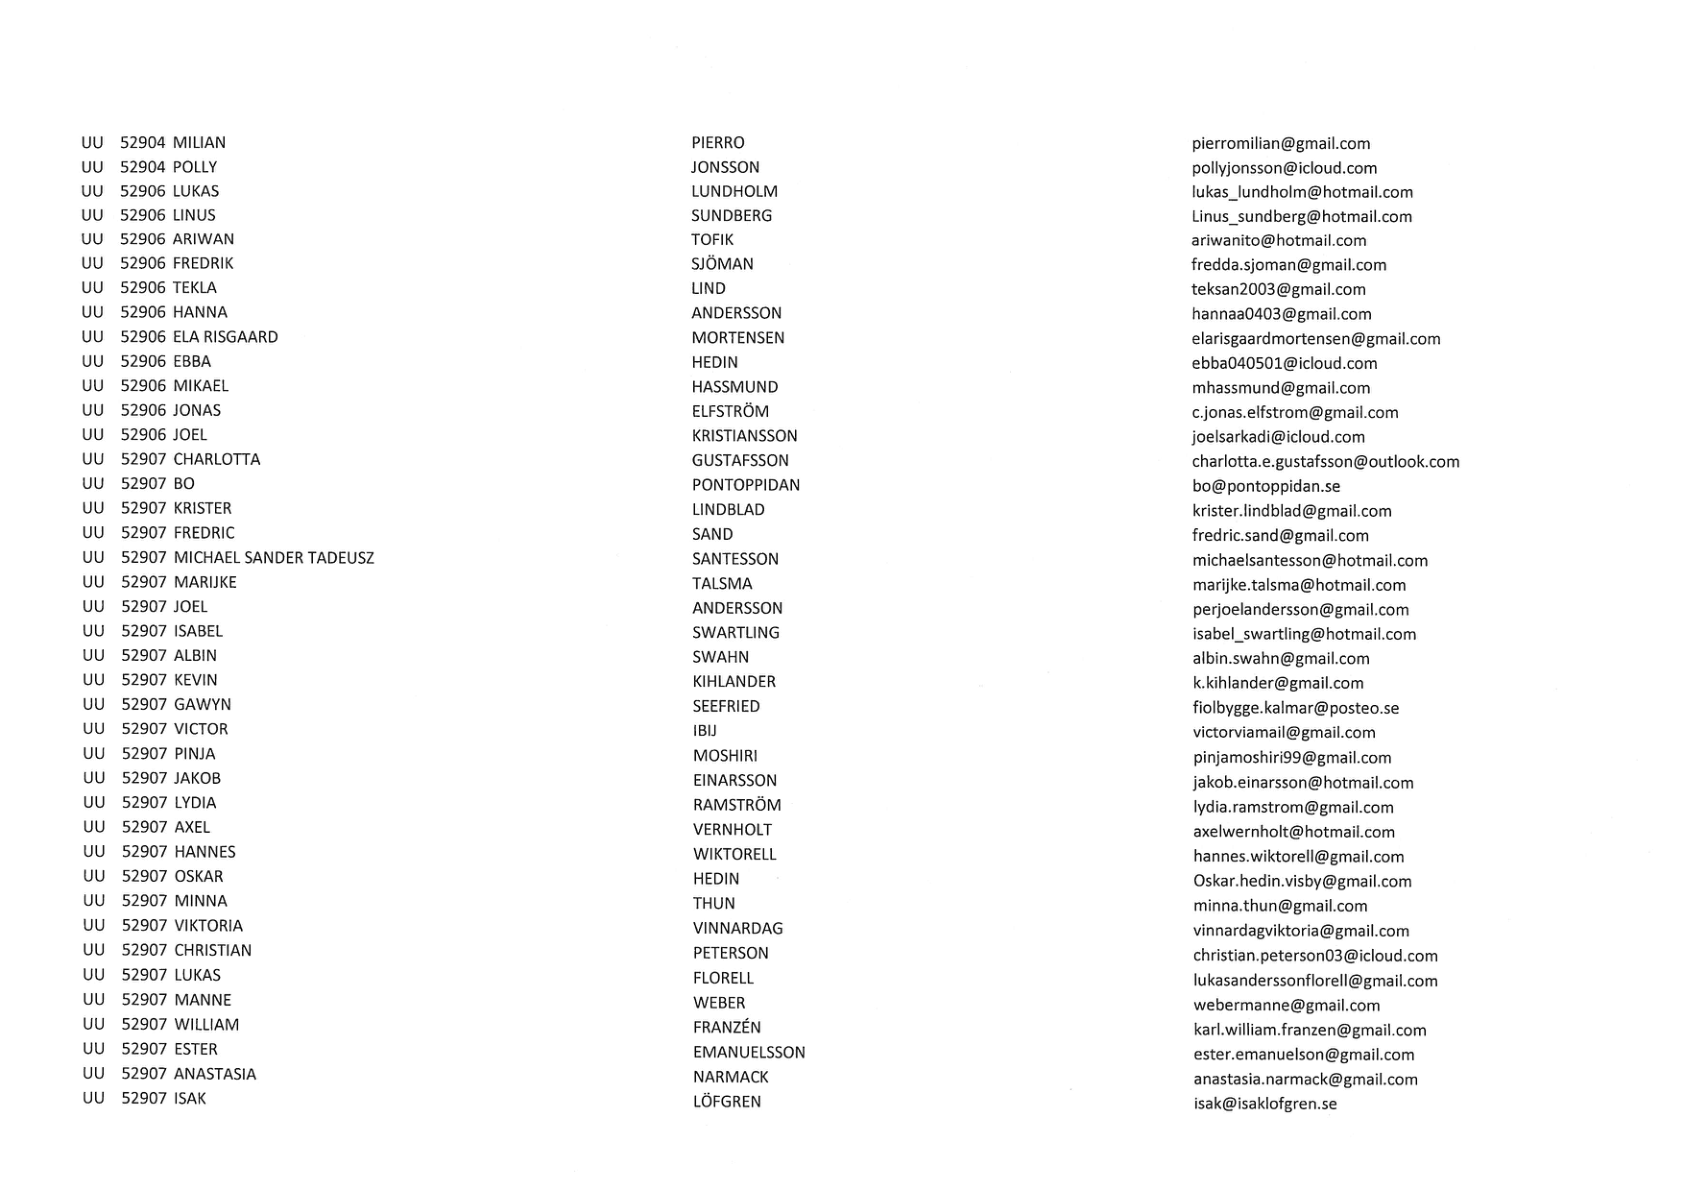 UU 52904 MILIAN PIERRO pierromilian@gmail.com
UU 52904 POLLY JONSSON pollyjonsson@icloud.com
UU 52906 LUKAS LUNDHOLM lukas_lundholm@hotmail.com
UU 52906 LINUS SUNDBERG Linus_sundberg@hotmail.com
UU 52906 ARIWAN TOFIK ariwanito@hotmail.com
UU 52906 FREDRIK SJÖMAN fredda.sjoman@gmail.com
UU 52906 TEKLA LIND teksan2003@gmail.com
UU 52906 HANNA ANDERSSON hannaa0403@gmail.com
UU 52906 ELA RISGAARD MORTENSEN elarisgaardmortensen@gmail.com
UU 52906 EBBA HEDIN ebba040501@icloud.com
UU 52906 MIKAEL HASSMUND mhassmund@gmail.com
UU 52906 JONAS ELFSTRÖM c.jonas.elfstrom@gmail.com
UU 52906 JOEL KRISTIANSSON joelsarkadi@icloud.com
UU 52907 CHARLOTTA GUSTAFSSON charlotta.e.gustafsson@outlook.com
UU 52907 BO PONTOPPIDAN bo@pontoppidan.se
UU 52907 KRISTER LINDBLAD krister.lindblad@gmail.com
UU 52907 FREDRIC SAND fredric.sand@gmail.com
UU 52907 MICHAEL SANDER TADEUSZ SANTESSON michaelsantesson@hotmail.com
UU 52907 MARIJKE TALSMA marijke.talsma@hotmail.com
UU 52907 JOEL ANDERSSON perjoelandersson@gmail.com
UU 52907 ISABEL SWARTLING isabel_swartling@hotmail.com
UU 52907 ALBIN SWAHN albin.swahn@gmail.com
UU 52907 KEVIN KIHLANDER k.kihlander@gmail.com
UU 52907 GAWYN SEEFRIED fiolbygge.kalmar@posteo.se
UU 52907 VICTOR IBIJ victorviamail@gmail.com
UU 52907 PINJA MOSHIRI pinjamoshiri99@gmail.com
UU 52907 JAKOB EINARSSON jakob.einarsson@hotmail.com
UU 52907 LYDIA RAMSTRÖM lydia.ramstrom@gmail.com
UU 52907 AXEL VERNHOLT axelwernholt@hotmail.com
UU 52907 HANNES WIKTORELL hannes.wiktorell@gmail.com
UU 52907 OSKAR HEDIN Oskar.hedin.visby@gmail.com
UU 52907 MINNA THUN minna.thun@gmail.com
UU 52907 VIKTORIA VINNARDAG vinnardagviktoria@gmail.com
UU 52907 CHRISTIAN PETERSON christian.peterson03@icloud.com
UU 52907 LUKAS FLORELL lukasanderssonflorell@gmail.com
UU 52907 MANNE WEBER webermanne@gmail.com
UU 52907 WILLIAM FRANZÉN karl.william.franzen@gmail.com
UU 52907 ESTER EMANUELSSON ester.emanuelson@gmail.com
UU 52907 ANASTASIA NARMACK anastasia.narmack@gmail.com
UU 52907 ISAK LÖFGREN isak@isaklofgren.se